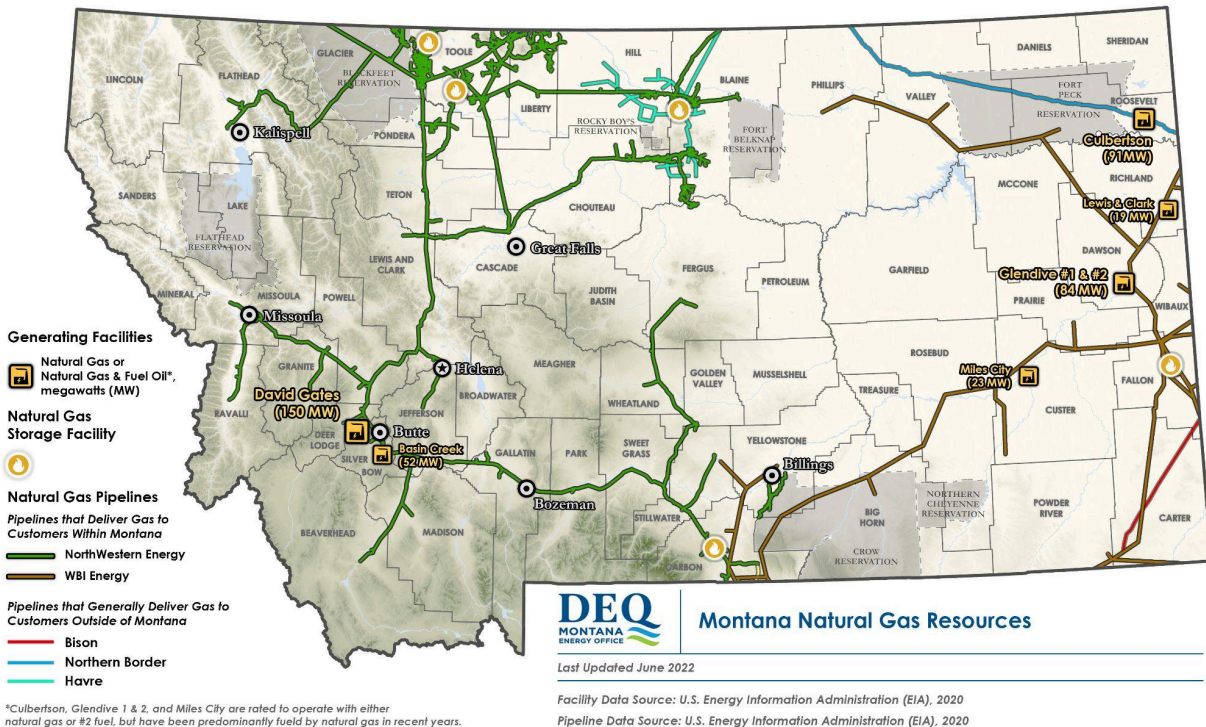 LINCOLN
FLATHEAD
GLACIER
BLACKFEET
RESERVATION
TOOLE
LIBERTY
HILL
BLAINE
PHILLIPS
VALLEY
DANIELS
SHERIDAN
FORT
PECK
RESERVATION
ROOSEVELT
Kalispell
PONDERA
ROCKY BOY'S
RESERVATION
FORT
BELKNAP
RESERVATION
Culbertson
(91MW)
SANDERS
LAKE
FLATHEAD
RESERVATION
TETON
CHOUTEAU
MCCONE
RICHLAND
Lewis & Clark
(19 MW)
Great Falls
LEWIS AND
CLARK
CASCADE
JUDITH
BASIN
FERGUS
PETROLEUM
GARFIELD
DAWSON
Glendive #1 & #2
(84 MW)
PRAIRIE
WIBAUX
MINERAL
MISSOULA
POWELL
Missoula
GRANITE
Helena
MEAGHER
GOLDEN
VALLEY
MUSSELSHELL
ROSEBUD
TREASURE
Miles City
(23 MW)
CUSTER
FALLON
RAVALLI
David Gates
(150 MW)
JEFFERSON
BROADWATER
WHEATLAND
DEER
LODGE
Butte
SILVER
BOW
Basin Creek
(52 MW)
GALLATIN
PARK
SWEET
GRASS
YELLOWSTONE
Billings
Bozeman
STILLWATER
BIG
HORN
NORTHERN
CHEYENNE
RESERVATION
POWDER
RIVER
CARTER
BEAVERHEAD
MADISON
CARBON
CROW
RESERVATION
Generating Facilities
Natural Gas or
Natural Gas & Fuel Oil*,
megawatts (MW)
Natural Gas
Storage Facility
Natural Gas Pipelines
Pipelines that Deliver Gas to
Customers Within Montana
NorthWestern Energy
WBI Energy
Pipelines that Generally Deliver Gas to
Customers Outside of Montana
Bison
Northern Border
Havre
*Culbertson, Glendive 1 & 2, and Miles City are rated to operate with either
natural gas or #2 fuel, but have been predominantly fueld by natural gas in recent years.
DEQ
MONTANA
ENERGY OFFICE
Montana Natural Gas Resources
Last Updated June 2022
Facility Data Source: U.S. Energy Information Administration (EIA), 2020
Pipeline Data Source: U.S. Energy Information Administration (EIA), 2020